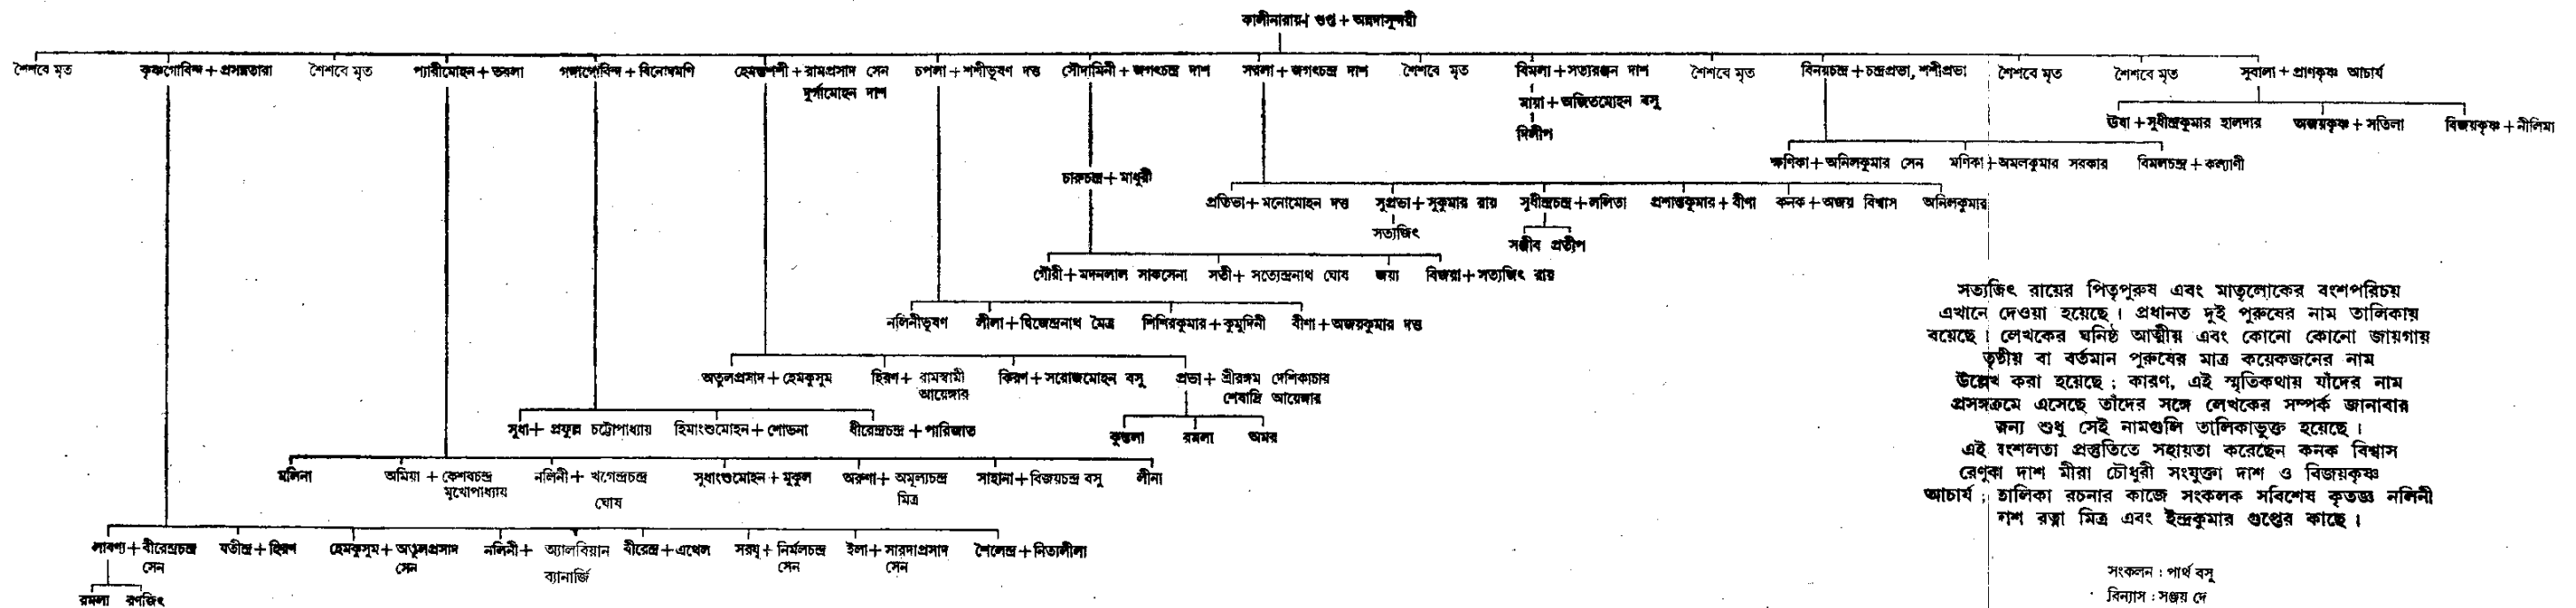 কালীনারায়ণ গুপ্ত + অন্নদাসুন্দরী
শৈশবে মৃত কৃষ্ণগোবিন্দ + প্রসন্নতারা শৈশবে মৃত প্যারীমোহন + তরলা গঙ্গাগোবিন্দ + বিনোদমণি হেমন্তশশী + রামপ্রসাদ সেন চপলা + শশীভূষণ দত্ত সৌদামিনী + জগৎচন্দ্র দাশ সরলা + জগৎচন্দ্র দাশ শৈশবে মৃত বিমলা + সত্যরঞ্জন দাশ শৈশবে মৃত বিনয়চন্দ্র + চন্দ্রপ্রভা, শশীপ্রভা শৈশবে মৃত শৈশবে মৃত সুবালা + প্রাণকৃষ্ণ আচার্য
দুর্গামোহন দাশ
মায়া + অজিতমোহন বসু
দিলীপ
ঊষা + সুধীন্দ্রকুমার হালদার অজয়কৃষ্ণ + সতিলা বিজয়কৃষ্ণ + নীলিমা
ক্ষণিকা + অনিলকুমার সেন মণিকা + অমলকুমার সরকার বিমলচন্দ্র + কল্যাণী
চারুচন্দ্র + মাধুরী
প্রতিভা + মনোমোহন দত্ত সুপ্রভা + সুকুমার রায় সুধীন্দ্রচন্দ্র + ললিতা প্রশান্তকুমার + বীণা কনক + অজয় বিশ্বাস অনিলকুমার
সত্যজিৎ
সঞ্জীব প্রতীপ
গৌরী + মদনলাল সাকসেনা সতী + সত্যেন্দ্রনাথ ঘোষ জয়া বিজয়া + সত্যজিৎ রায়
নলিনীভূষণ লীলা + দ্বিজেন্দ্রনাথ মৈত্র শিশিরকুমার + কুমুদিনী বীণা + অজয়কুমার দত্ত
অতুলপ্রসাদ + হেমকুসুম হিরণ + রামস্বামী কিরণ + সরোজমোহন বসু প্রভা + শ্রীরঙ্গম দেশিকাচার
আয়েঙ্গার শেষাদ্রি আয়েঙ্গার
সুধা + প্রফুল্ল চট্টোপাধ্যায় হিমাংশুমোহন + শোভনা ধীরেন্দ্রচন্দ্র + পারিজাত
কুন্তলা রমলা অমর
মলিনা অমিয়া + কেশবচন্দ্র নলিনী + খগেন্দ্রচন্দ্র সুধাংশুমোহন + মুকুল অরুণা + অমূল্যচন্দ্র সাহানা + বিজয়চন্দ্র বসু লীনা
মুখোপাধ্যায় ঘোষ মিত্র
লাবণ্য + বীরেন্দ্রচন্দ্র যতীন্দ্র + হিরণ হেমকুসুম + অতুলপ্রসাদ নলিনী + অ্যালবিয়ান বীরেন্দ্র + এথেল সরযূ + নির্মলচন্দ্র ইলা + সারদাপ্রসাদ শৈলেন্দ্র + নিত্যলীলা
সেন সেন ব্যানার্জি সেন সেন
রমলা রণজিৎ
সত্যজিৎ রায়ের পিতৃপুরুষ এবং মাতৃলোকের বংশপরিচয়
এখানে দেওয়া হয়েছে। প্রধানত দুই পুরুষের নাম তালিকায়
রয়েছে। লেখকের ঘনিষ্ঠ আত্মীয় এবং কোনো কোনো জায়গায়
তৃতীয় বা বর্তমান পুরুষের মাত্র কয়েকজনের নাম
উল্লেখ করা হয়েছে; কারণ, এই স্মৃতিকথায় যাঁদের নাম
প্রসঙ্গক্রমে এসেছে তাঁদের সঙ্গে লেখকের সম্পর্ক জানাবার
জন্য শুধু সেই নামগুলি তালিকাভুক্ত হয়েছে।
এই বংশলতা প্রস্তুতিতে সহায়তা করেছেন কনক বিশ্বাস
রেণুকা দাশ মীরা চৌধুরী সংযুক্তা দাশ ও বিজয়কৃষ্ণ
আচার্য; তালিকা রচনার কাজে সংকলক সবিশেষ কৃতজ্ঞ নলিনী
দাশ রত্না মিত্র এবং ইন্দ্রকুমার গুপ্তের কাছে।
সংকলন : পার্থ বসু
বিন্যাস : সঞ্জয় দে